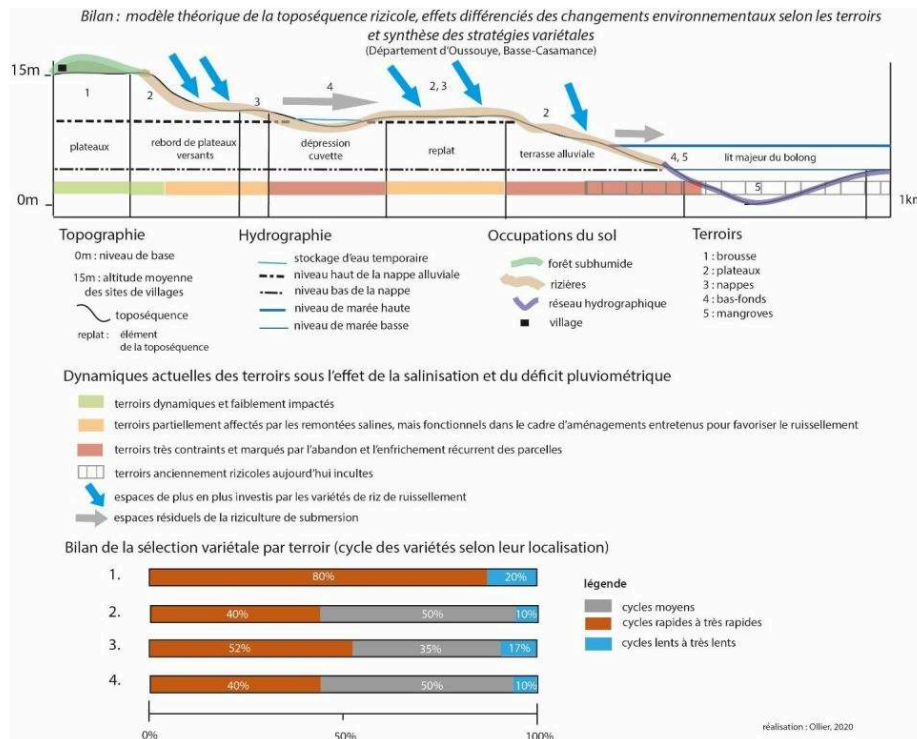 Bilan : modèle théorique de la toposéquence rizicole, effets différenciés des changements environnementaux selon les terroirs
et synthèse des stratégies variétales
(Département d'Oussouye, Basse-Casamance)
15m
1
2
3
4
2, 3
2
4, 5
5
plateaux
rebord de plateaux
versants
dépression
cuvette
replat
terrasse alluviale
lit majeur du bolong
0m
1km
Topographie
0m : niveau de base
15m : altitude moyenne
des sites de villages
toposéquence
replat : élément
de la toposéquence
Hydrographie
stockage d'eau temporaire
niveau haut de la nappe alluviale
niveau bas de la nappe
niveau de marée haute
niveau de marée basse
Occupations du sol
forêt subhumide
rizières
réseau hydrographique
village
Terroirs
1 : brousse
2 : plateaux
3 : nappes
4 : bas-fonds
5 : mangroves
Dynamiques actuelles des terroirs sous l'effet de la salinisation et du déficit pluviométrique
terroirs dynamiques et faiblement impactés
terroirs partiellement affectés par les remontées salines, mais fonctionnels dans le cadre d'aménagements entretenus pour favoriser le ruissellement
terroirs très contraints et marqués par l'abandon et l'enfrichement récurrent des parcelles
terroirs anciennement rizicoles aujourd'hui incultes
espaces de plus en plus investis par les variétés de riz de ruissellement
espaces résiduels de la riziculture de submersion
Bilan de la sélection variétale par terroir (cycle des variétés selon leur localisation)
1. 80% 20%
2. 40% 50% 10%
3. 52% 35% 17%
4. 40% 50% 10%
0% 50% 100%
légende
cycles moyens
cycles rapides à très rapides
cycles lents à très lents
réalisation : Ollier, 2020